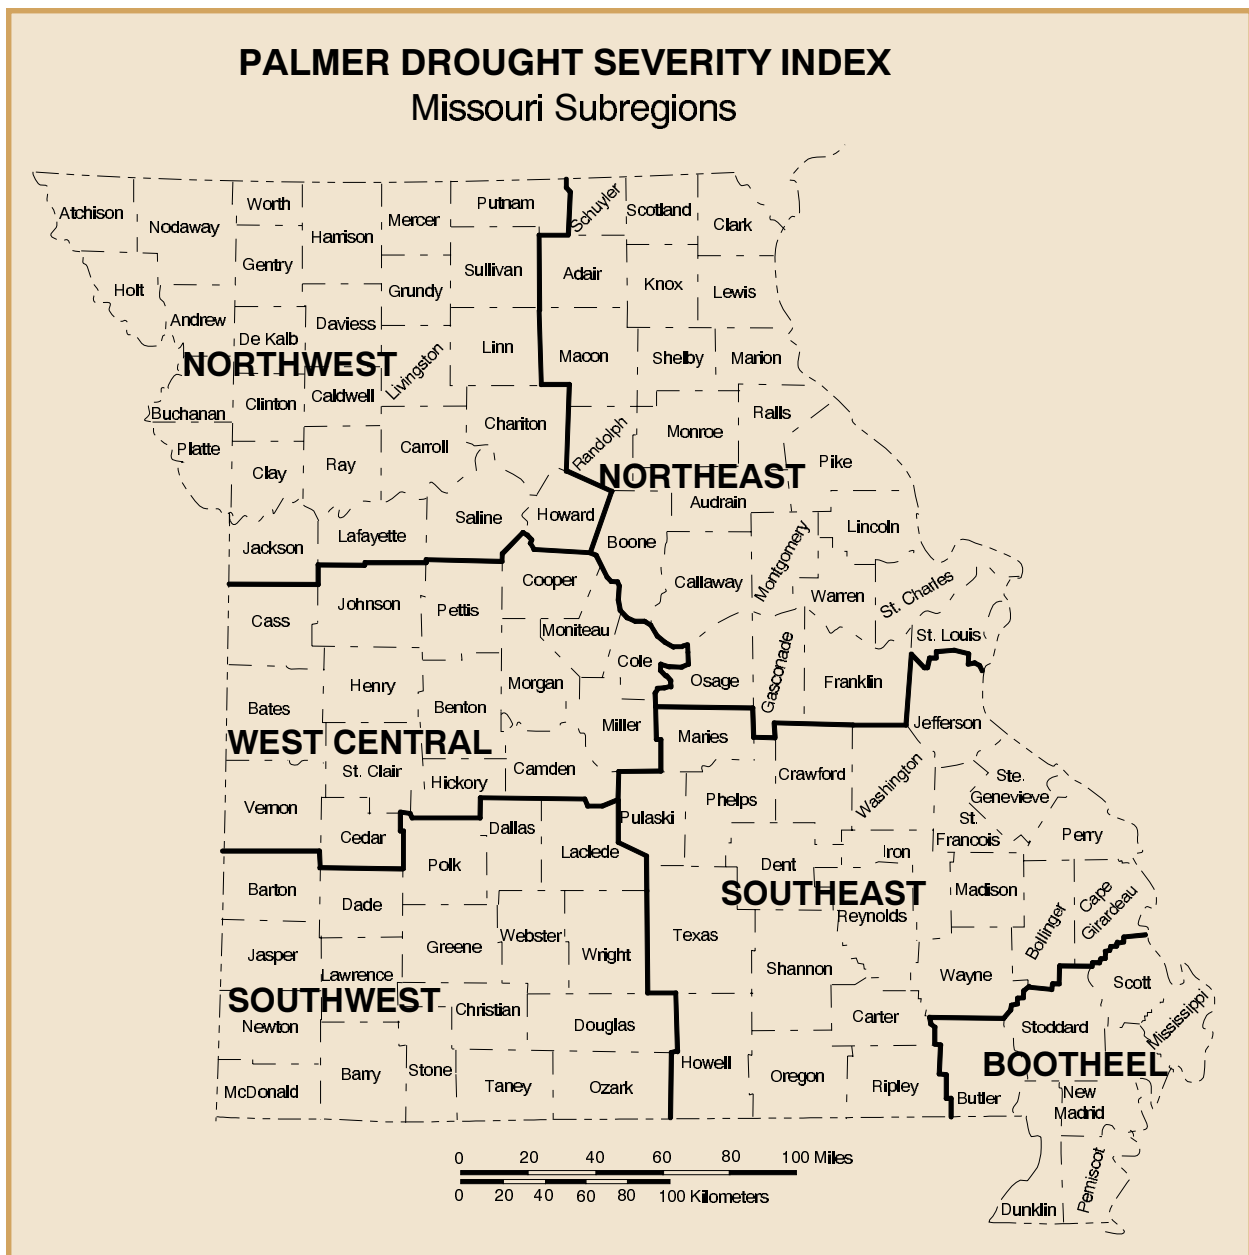 PALMER DROUGHT SEVERITY INDEX
Missouri Subregions
Atchison
Nodaway
Worth
Harrison
Mercer
Putnam
Schuyler
Scotland
Clark
Gentry
Sullivan
Adair
Knox
Lewis
Holt
Grundy
Andrew
De Kalb
Daviess
Livingston
Linn
Macon
Shelby
Marion
NORTHWEST
Buchanan
Clinton
Caldwell
Chariton
Randolph
Monroe
Ralls
Platte
Clay
Ray
Carroll
NORTHEAST
Pike
Audrain
Saline
Howard
Boone
Lincoln
Montgomery
Jackson
Lafayette
Cooper
Callaway
Warren
St. Charles
Cass
Johnson
Pettis
Moniteau
St. Louis
Cole
Osage
Gasconade
Franklin
Henry
Morgan
Bates
Benton
Miller
Maries
Jefferson
WEST CENTRAL
St. Clair
Hickory
Camden
Crawford
Washington
Ste.
Genevieve
Vernon
Phelps
Pulaski
St.
Francois
Perry
Cedar
Dallas
Laclede
Polk
Dent
Iron
Barton
SOUTHEAST
Madison
Cape
Girardeau
Dade
Reynolds
Bollinger
Jasper
Greene
Webster
Wright
Texas
Shannon
Wayne
Lawrence
Scott
SOUTHWEST
Christian
Newton
Douglas
Carter
Stoddard
Mississippi
BOOTHEEL
McDonald
Barry
Stone
Taney
Ozark
Howell
Oregon
Ripley
Butler
New
Madrid
Pemiscot
Dunklin
0 20 40 60 80 100 Miles
0 20 40 60 80 100 Kilometers